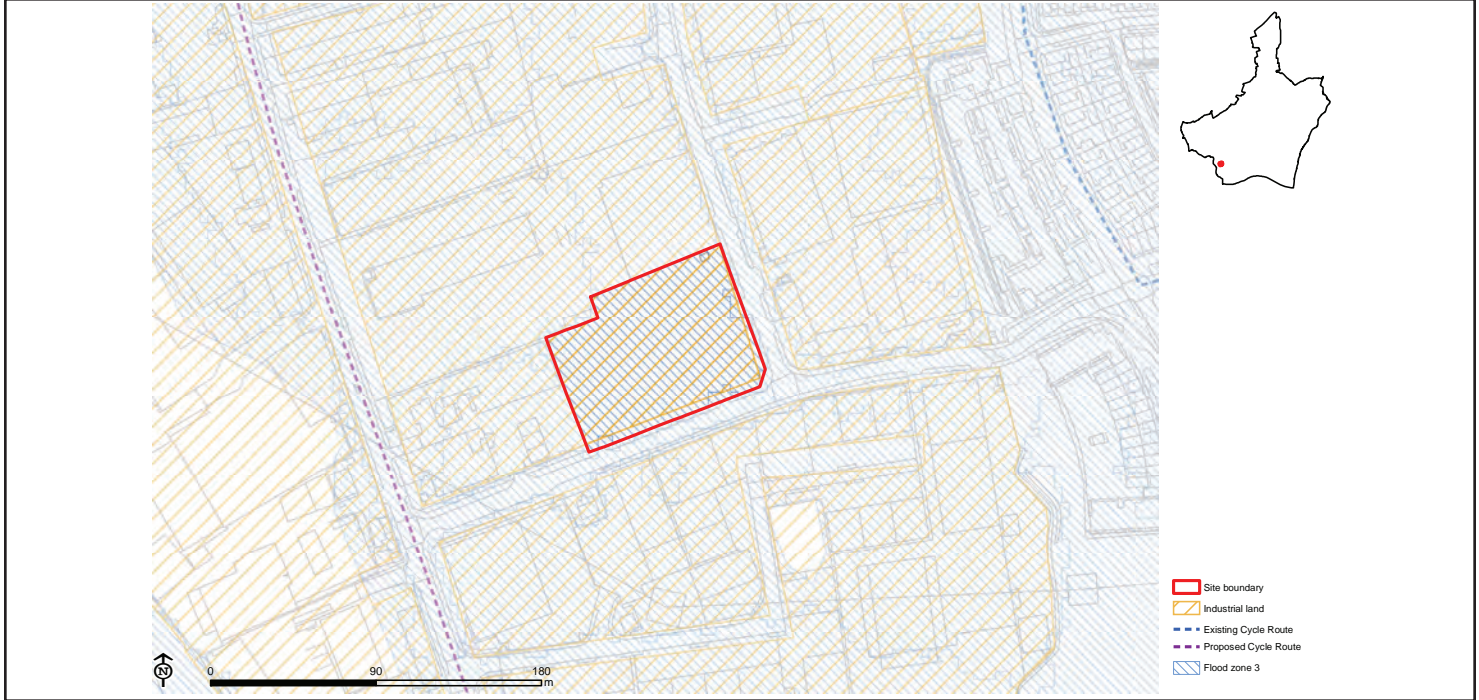 Site boundary
Industrial land
Existing Cycle Route
Proposed Cycle Route
Flood zone 3
N
0 90 180
m